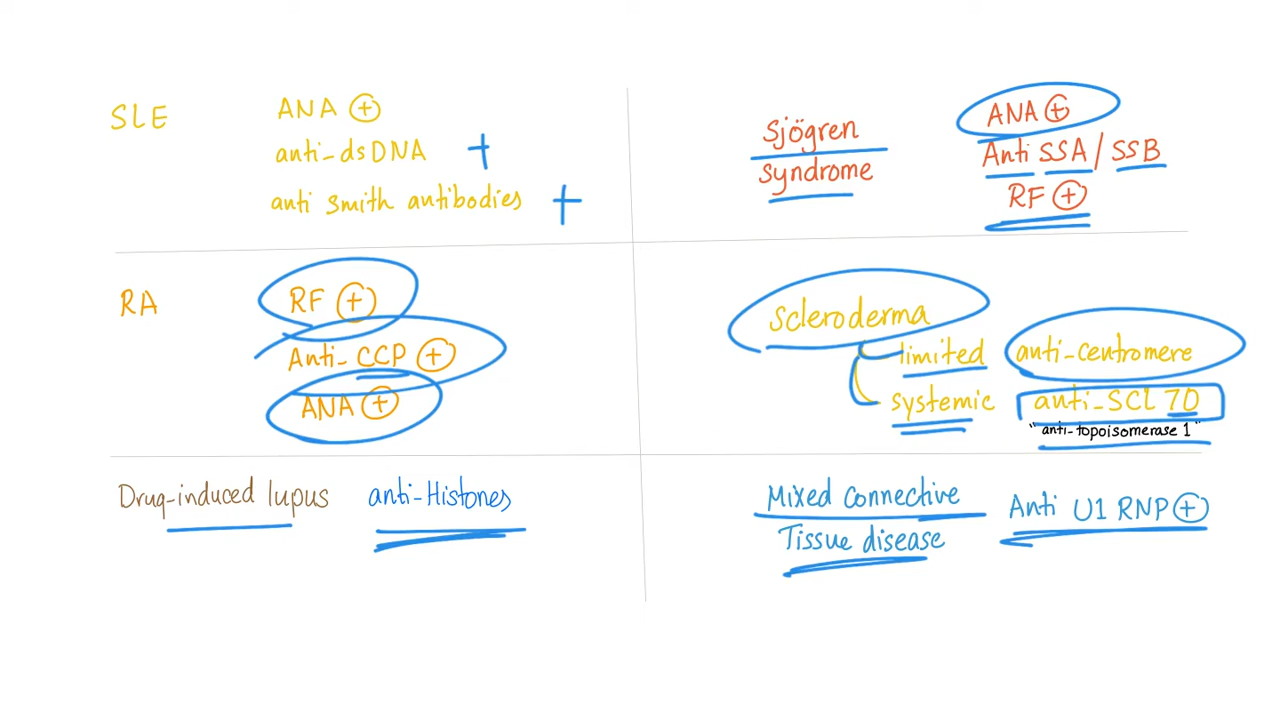 SLE
ANA (+)
anti-dsDNA +
anti smith antibodies +
Sjögren
Syndrome
ANA (+)
Anti SSA / SSB
RF (+)
RA
RF (+)
Anti-CCP (+)
ANA (+)
Scleroderma
limited anti-centromere
systemic anti-SCL 70
"anti-topoisomerase 1"
Drug-induced lupus anti-Histones
Mixed Connective
Tissue disease
Anti U1 RNP (+)